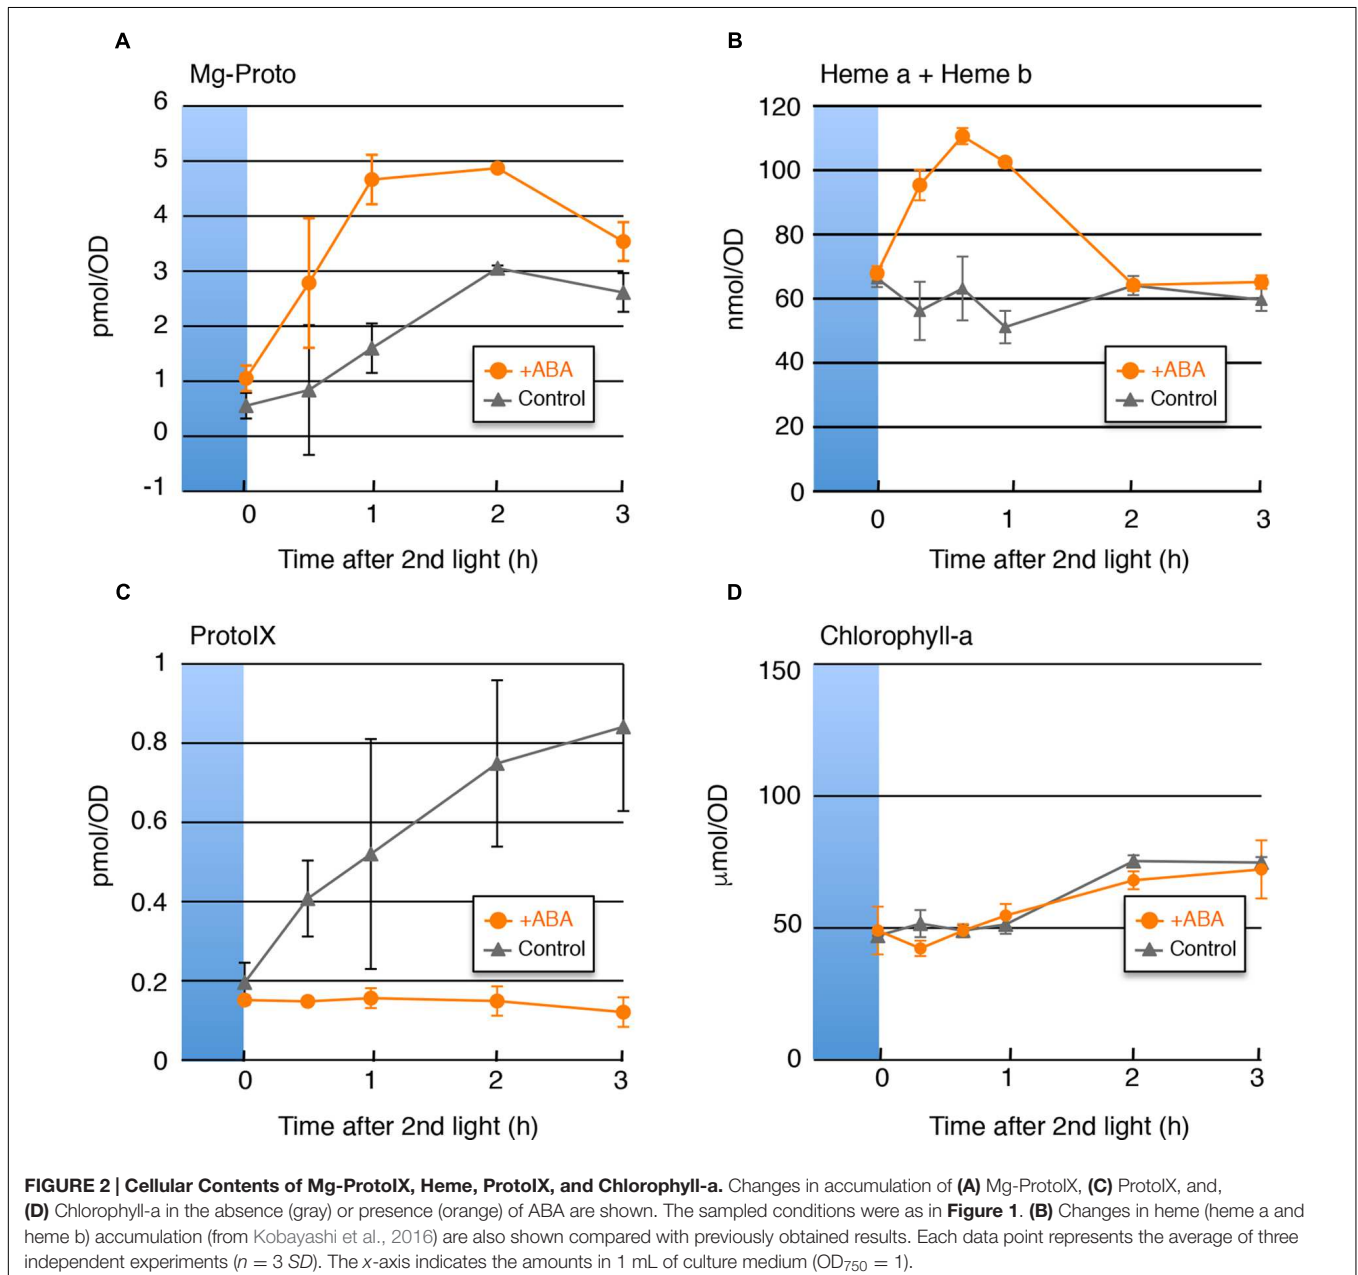 A
Mg-Proto
6
5
4
3
2
1
0
-1
pmol/OD
+ABA
Control
0 1 2 3
Time after 2nd light (h)
B
Heme a + Heme b
120
100
80
60
40
20
0
nmol/OD
+ABA
Control
0 1 2 3
Time after 2nd light (h)
C
ProtoIX
1
0.8
0.6
0.4
0.2
0
pmol/OD
+ABA
Control
0 1 2 3
Time after 2nd light (h)
D
Chlorophyll-a
150
100
50
0
μmol/OD
+ABA
Control
0 1 2 3
Time after 2nd light (h)
FIGURE 2 | Cellular Contents of Mg-ProtoIX, Heme, ProtoIX, and Chlorophyll-a. Changes in accumulation of (A) Mg-ProtoIX, (C) ProtoIX, and,
(D) Chlorophyll-a in the absence (gray) or presence (orange) of ABA are shown. The sampled conditions were as in Figure 1. (B) Changes in heme (heme a and
heme b) accumulation (from Kobayashi et al., 2016) are also shown compared with previously obtained results. Each data point represents the average of three
independent experiments (n = 3 SD). The x-axis indicates the amounts in 1 mL of culture medium (OD750 = 1).